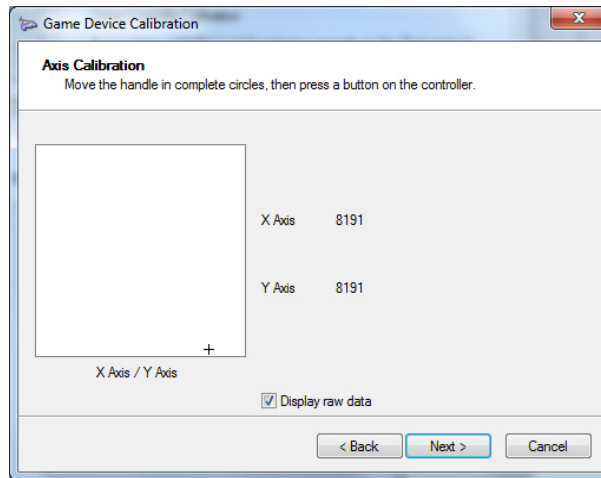 Game Device Calibration
Axis Calibration
Move the handle in complete circles, then press a button on the controller.
X Axis 8191
Y Axis 8191
X Axis / Y Axis
Display raw data
< Back Next > Cancel